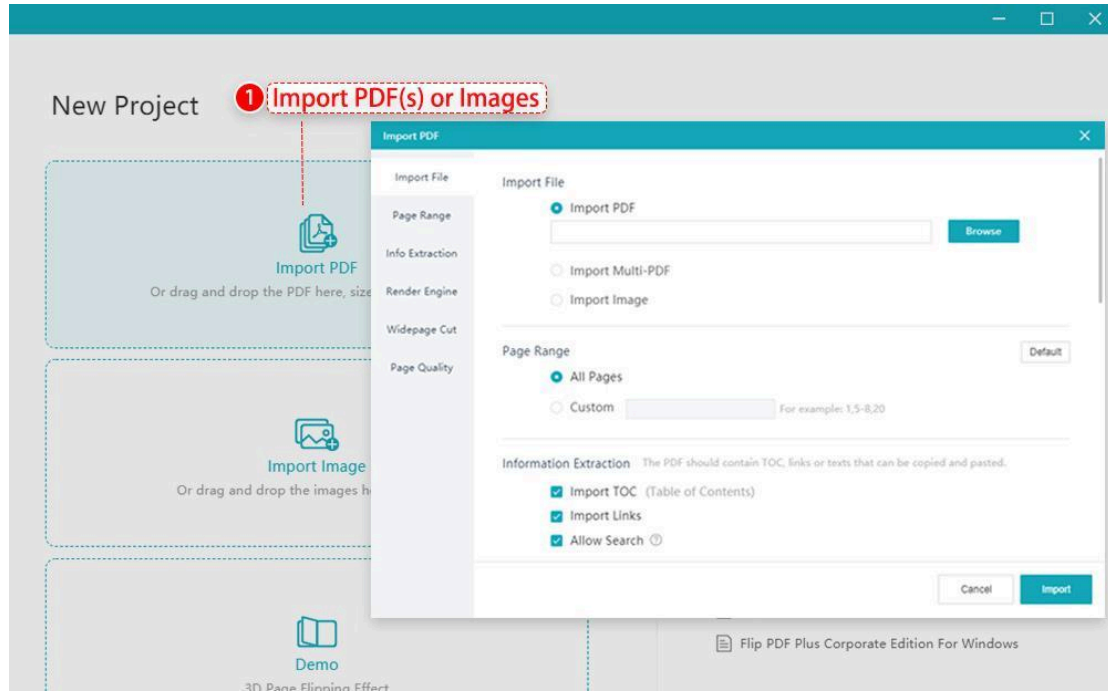 New Project
1 Import PDF(s) or Images
Import PDF
Or drag and drop the PDF here, size
Import Image
Or drag and drop the images
Demo
3D Page Flipping Effect
Import PDF
Import File
Page Range
Info Extraction
Render Engine
Widepage Cut
Page Quality
Import File
Import PDF
Browse
Import Multi-PDF
Import Image
Page Range
Default
All Pages
Custom
For example: 1,5-8,20
Information Extraction The PDF should contain TOC, links or texts that can be copied and pasted.
Import TOC (Table of Contents)
Import Links
Allow Search ?
Cancel
Import
Flip PDF Plus Corporate Edition For Windows